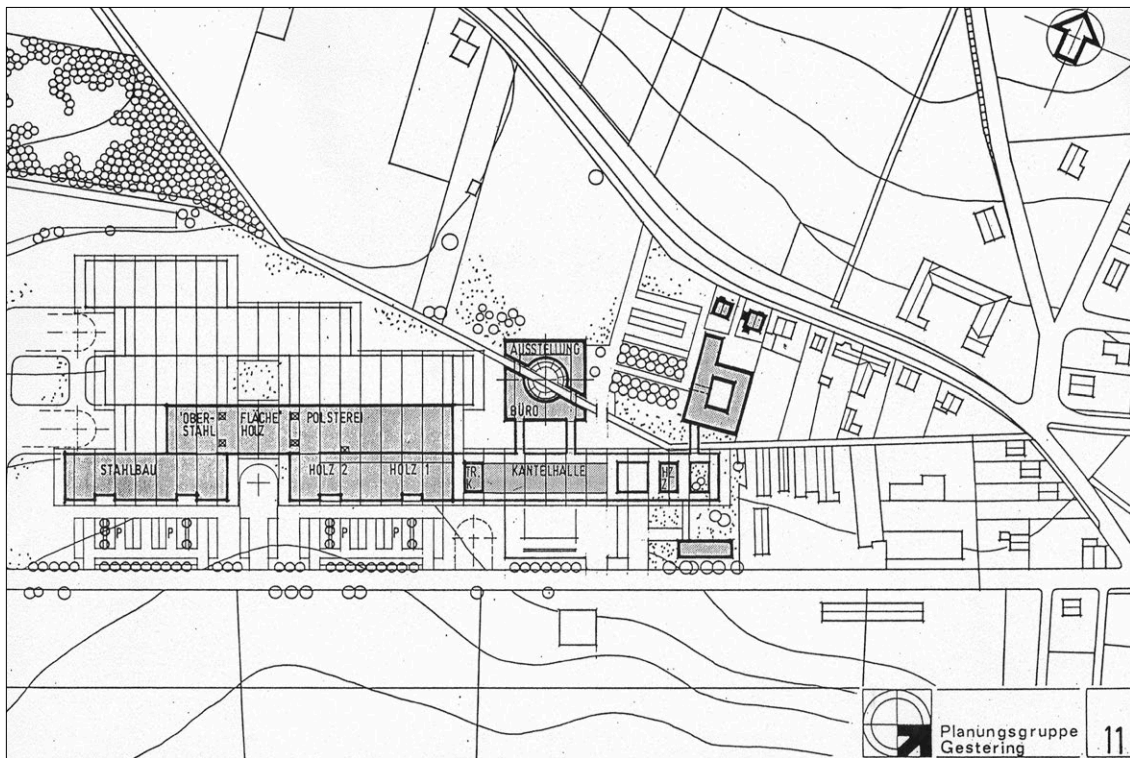 AUSSTELLUNG
BÜRO
OBER-
STAHL
FLÄCHE
HOLZ
POLSTEREI
STAHLBAU
HOLZ 2
HOLZ 1
TR.
K
KANTELHALLE
HZ
Z
P
P
P
P
Planungsgruppe
Gestering
11